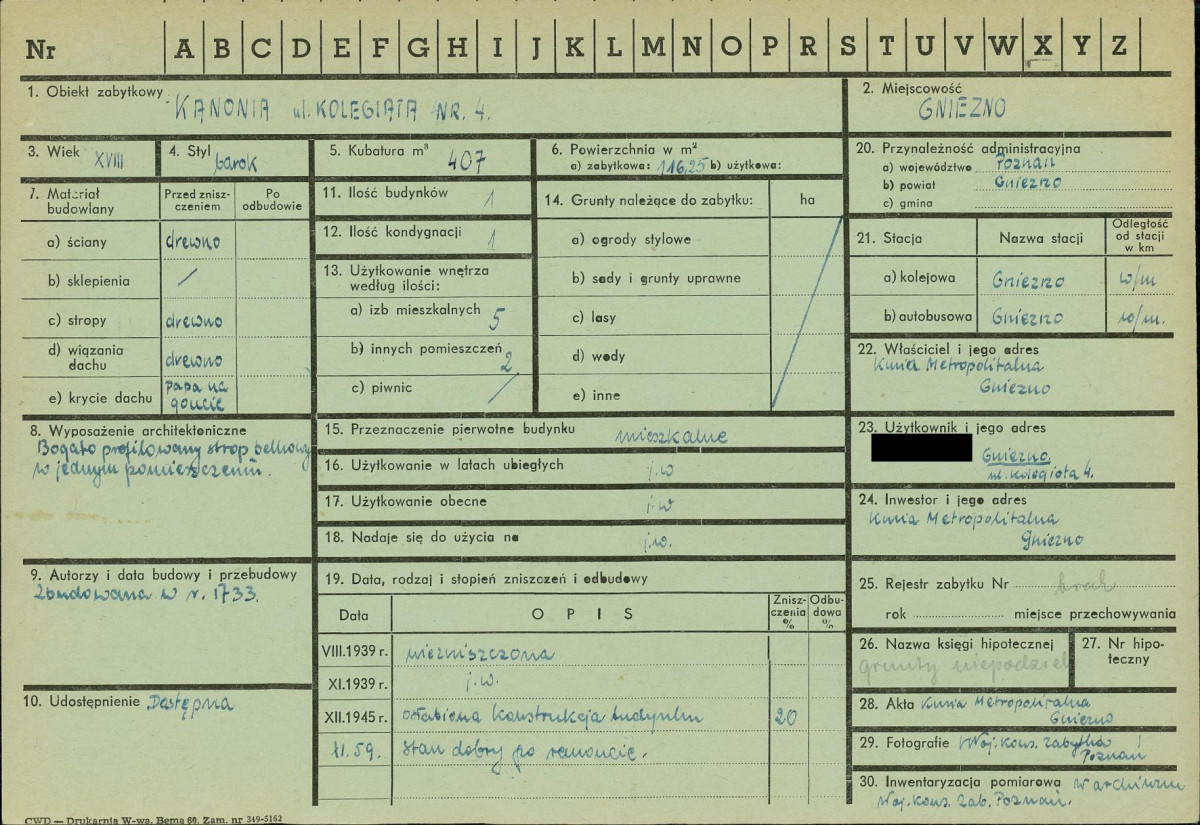 Nr A B C D E F G H I J K L M N O P R S T U V W X Y Z
1. Obiekt zabytkowy KANONIA ul. KOLEGIATA NR. 4.
2. Miejscowość
GNIEZNO
3. Wiek XVIII
4. Styl barok
5. Kubatura m³ 407
6. Powierzchnia w m²
a) zabytkowa: 116,25 b) użytkowa:
20. Przynależność administracyjna
a) województwo Poznań
b) powiat Gniezno
c) gmina
7. Materiał budowlany
Przed zniszczeniem
Po odbudowie
a) ściany drewno
b) sklepienia /
c) stropy drewno
d) wiązania dachu drewno
e) krycie dachu papa na goncie
11. Ilość budynków 1
12. Ilość kondygnacji 1
13. Użytkowanie wnętrza
według ilości:
a) izb mieszkalnych 5
b) innych pomieszczeń 2
c) piwnic /
14. Grunty należące do zabytku: ha
a) ogrody stylowe
b) sady i grunty uprawne
c) lasy
d) wody
e) inne
21. Stacja Nazwa stacji Odległość od stacji w km
a) kolejowa Gniezno w/m
b) autobusowa Gniezno w/m.
22. Właściciel i jego adres
Kuria Metropolitalna
Gniezno
8. Wyposażenie architektoniczne
Bogato profilowany strop belkowy
w jednym pomieszczeniu.
15. Przeznaczenie pierwotne budynku mieszkalne
16. Użytkowanie w latach ubiegłych j.w
17. Użytkowanie obecne j.w
18. Nadaje się do użycia na j.w.
23. Użytkownik i jego adres
Gniezno,
ul. Kolegiata 4.
24. Inwestor i jego adres
Kuria Metropolitalna
Gniezno
9. Autorzy i data budowy i przebudowy
Zbudowana w r. 1733.
10. Udostępnienie Dostępna
19. Data, rodzaj i stopień zniszczeń i odbudowy
Data OPIS Zniszczenia % Odbudowa %
VIII.1939 r. niezniszczona
XI.1939 r. j.w.
XII.1945 r. osłabiona konstrukcja budynku 20
XI. 59. Stan dobry po remoncie.
25. Rejestr zabytku Nr brak
rok miejsce przechowywania
26. Nazwa księgi hipotecznej
grunty niepodziel
27. Nr hipoteczny
28. Akta Kuria Metropolitalna
Gniezno
29. Fotografie Woj. Kons. Zabytków
Poznań
30. Inwentaryzacja pomiarowa w archiwum
Woj. Kons. Zab. Poznań.
CWD — Drukarnia W-wa, Bema 60, Zam. nr 349-5162